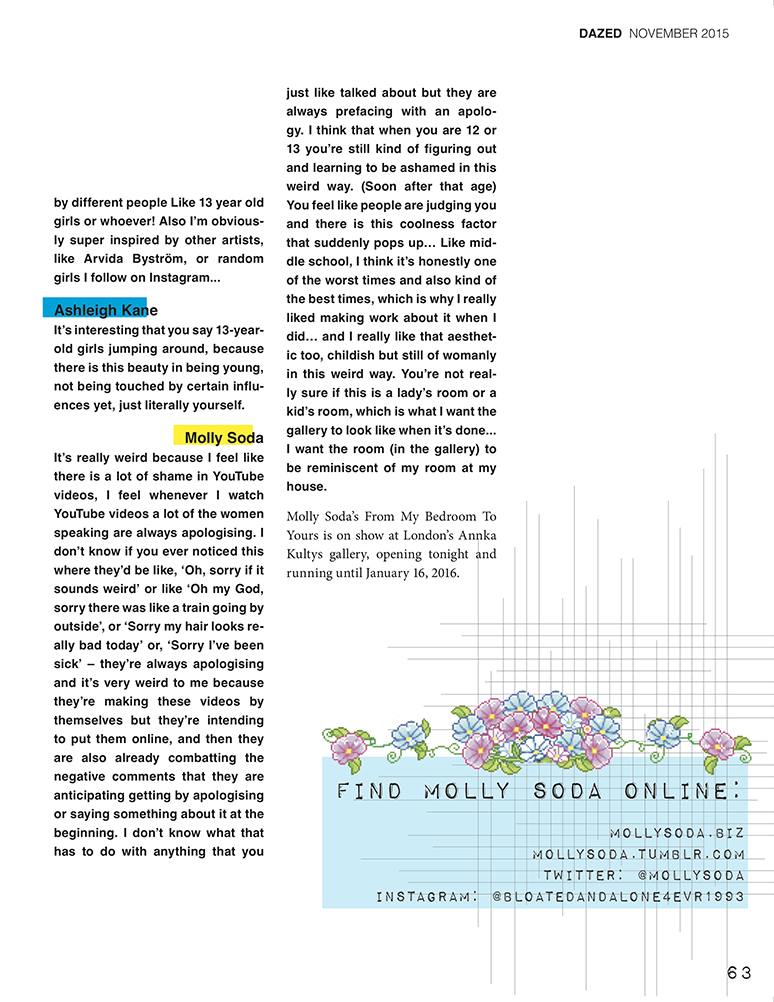 DAZED NOVEMBER 2015
by different people Like 13 year old
girls or whoever! Also I'm obvious-
ly super inspired by other artists,
like Arvida Byström, or random
girls I follow on Instagram...
Ashleigh Kane
It's interesting that you say 13-year-
old girls jumping around, because
there is this beauty in being young,
not being touched by certain influ-
ences yet, just literally yourself.
Molly Soda
It's really weird because I feel like
there is a lot of shame in YouTube
videos, I feel whenever I watch
YouTube videos a lot of the women
speaking are always apologising. I
don't know if you ever noticed this
where they'd be like, 'Oh, sorry if it
sounds weird' or like 'Oh my God,
sorry there was like a train going by
outside', or 'Sorry my hair looks re-
ally bad today' or, 'Sorry I've been
sick' – they're always apologising
and it's very weird to me because
they're making these videos by
themselves but they're intending
to put them online, and then they
are also already combatting the
negative comments that they are
anticipating getting by apologising
or saying something about it at the
beginning. I don't know what that
has to do with anything that you
just like talked about but they are
always prefacing with an apolo-
gy. I think that when you are 12 or
13 you're still kind of figuring out
and learning to be ashamed in this
weird way. (Soon after that age)
You feel like people are judging you
and there is this coolness factor
that suddenly pops up… Like mid-
dle school, I think it's honestly one
of the worst times and also kind of
the best times, which is why I really
liked making work about it when I
did… and I really like that aesthet-
ic too, childish but still of womanly
in this weird way. You're not real-
ly sure if this is a lady's room or a
kid's room, which is what I want the
gallery to look like when it's done...
I want the room (in the gallery) to
be reminiscent of my room at my
house.
Molly Soda's From My Bedroom To
Yours is on show at London's Annka
Kultys gallery, opening tonight and
running until January 16, 2016.
FIND MOLLY SODA ONLINE:
MOLLYSODA.BIZ
MOLLYSODA.TUMBLR.COM
TWITTER: @MOLLYSODA
INSTAGRAM: @BLOATEDANDALONE4EVR1993
63